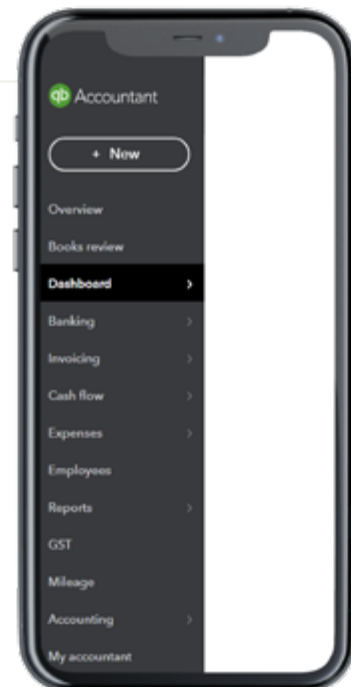 qb Accountant
+ New
Overview
Books review
Dashboard
Banking
Invoicing
Cash flow
Expenses
Employees
Reports
GST
Mileage
Accounting
My accountant